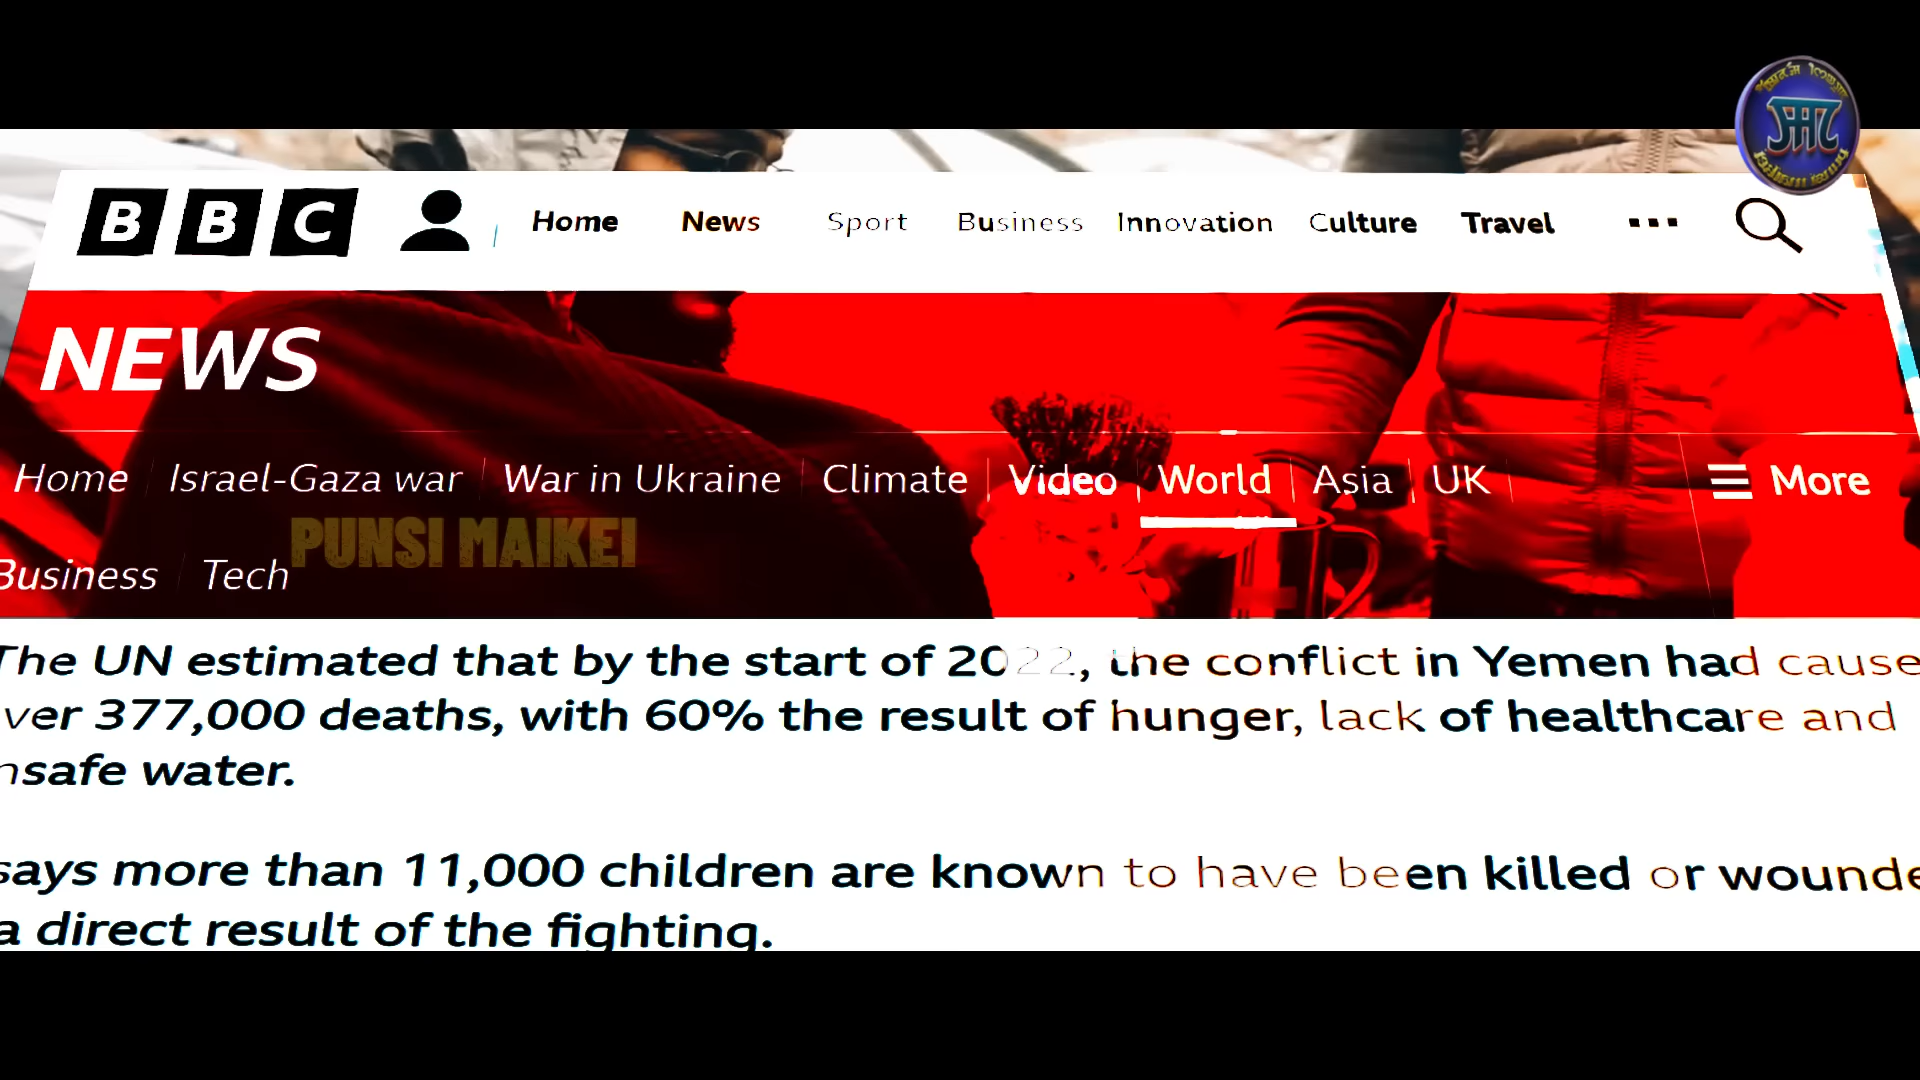 BBC Home News Sport Business Innovation Culture Travel ...
NEWS
Home Israel-Gaza war War in Ukraine Climate Video World Asia UK More
PUNSI MAIKEI
Business Tech
The UN estimated that by the start of 2022, the conflict in Yemen had cause
ver 377,000 deaths, with 60% the result of hunger, lack of healthcare and
nsafe water.
says more than 11,000 children are known to have been killed or wounde
a direct result of the fighting.